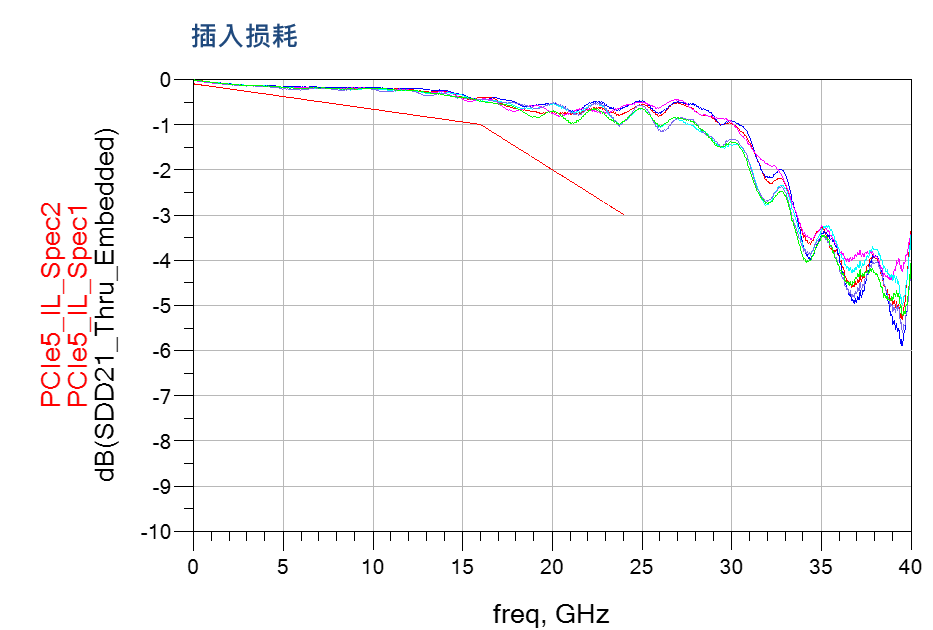 插入损耗
PCIe5_IL_Spec2
PCIe5_IL_Spec1
dB(SDD21_Thru_Embedded)
0
-1
-2
-3
-4
-5
-6
-7
-8
-9
-10
0 5 10 15 20 25 30 35 40
freq, GHz